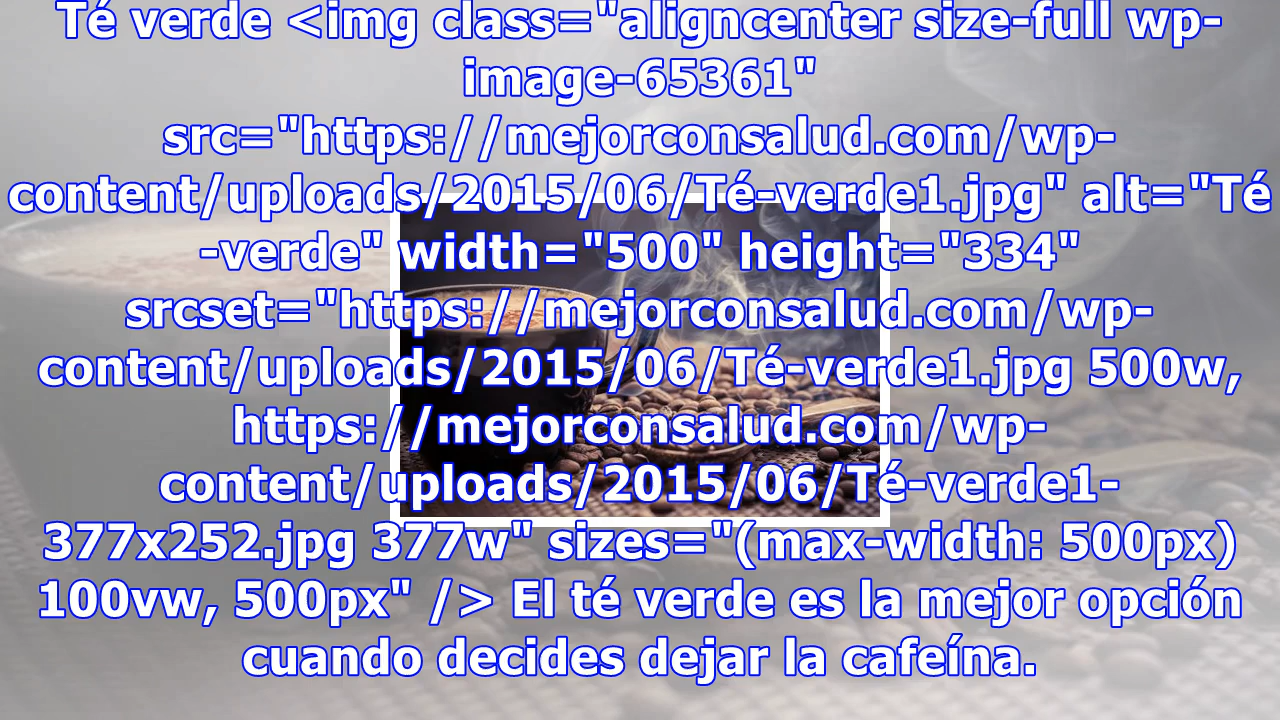 Té verde <img class="aligncenter size-full wp-
image-65361"
src="https://mejorconsalud.com/wp-
content/uploads/2015/06/Té-verde1.jpg" alt="Té
-verde" width="500" height="334"
srcset="https://mejorconsalud.com/wp-
content/uploads/2015/06/Té-verde1.jpg 500w,
https://mejorconsalud.com/wp-
content/uploads/2015/06/Té-verde1-
377x252.jpg 377w" sizes="(max-width: 500px)
100vw, 500px" /> El té verde es la mejor opción
cuando decides dejar la cafeína.